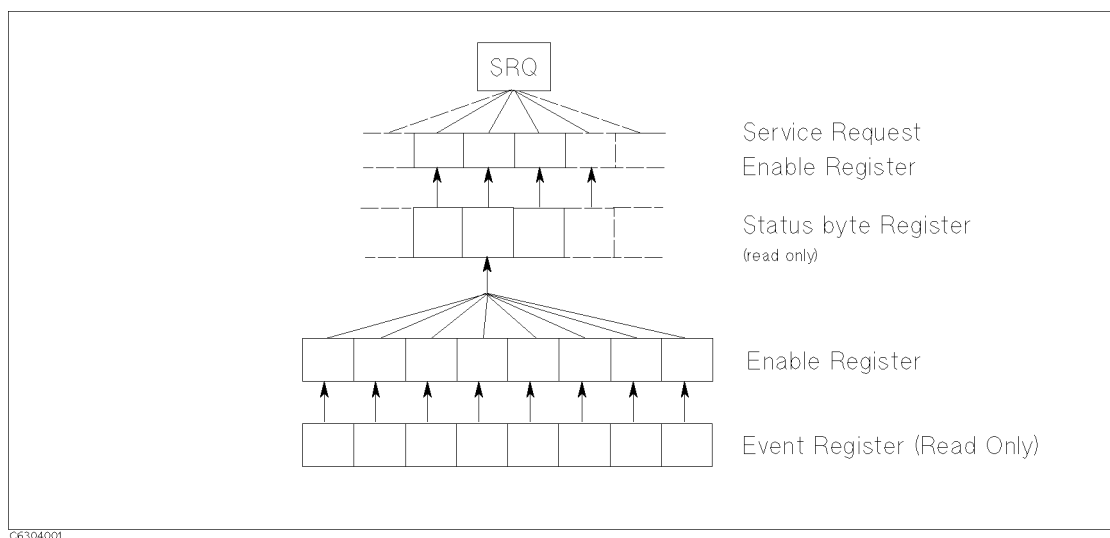 SRQ
Service Request
Enable Register
Status byte Register
(read only)
Enable Register
Event Register (Read Only)
C6304001